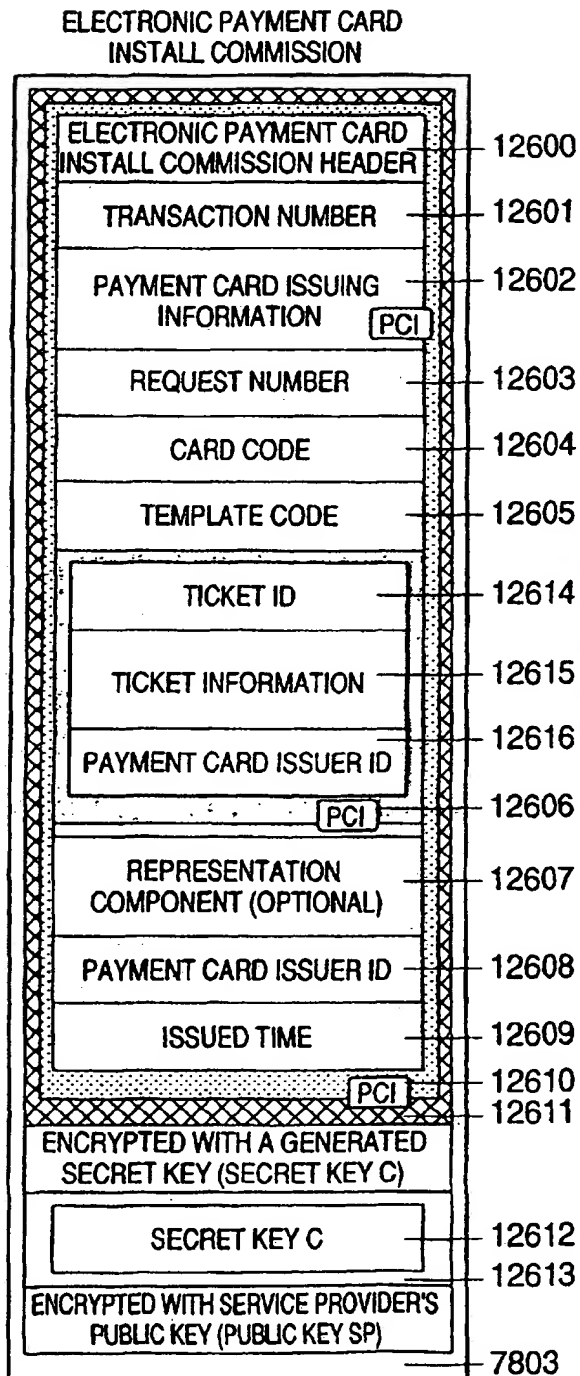 ELECTRONIC PAYMENT CARD
INSTALL COMMISSION
ELECTRONIC PAYMENT CARD
INSTALL COMMISSION HEADER
12600
TRANSACTION NUMBER
12601
PAYMENT CARD ISSUING
INFORMATION
12602
PCI
REQUEST NUMBER
12603
CARD CODE
12604
TEMPLATE CODE
12605
TICKET ID
12614
TICKET INFORMATION
12615
12616
PAYMENT CARD ISSUER ID
PCI
12606
REPRESENTATION
COMPONENT (OPTIONAL)
12607
PAYMENT CARD ISSUER ID
12608
ISSUED TIME
12609
PCI
12610
12611
ENCRYPTED WITH A GENERATED
SECRET KEY (SECRET KEY C)
SECRET KEY C
12612
12613
ENCRYPTED WITH SERVICE PROVIDER'S
PUBLIC KEY (PUBLIC KEY SP)
7803